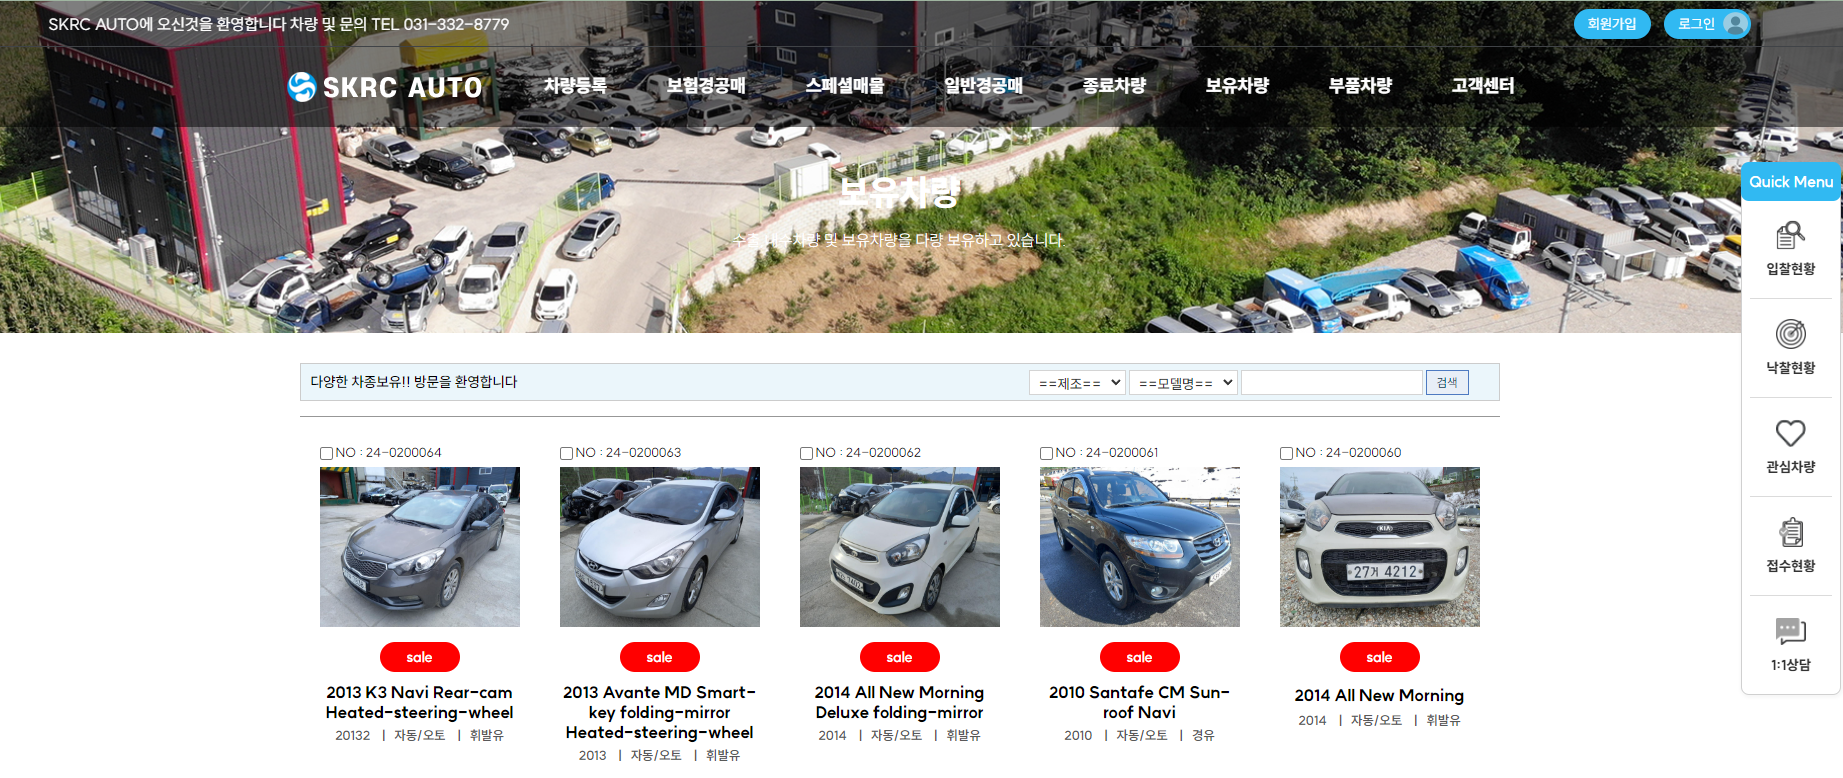 SKRC AUTO에 오신것을 환영합니다 차량 및 문의 TEL 031-332-8779
회원가입
로그인
SKRC AUTO
차량등록
보험경공매
스페셜매물
일반경공매
종료차량
보유차량
부품차량
고객센터
보유차량
수출 내수차량 및 보유차량을 다량 보유하고 있습니다.
Quick Menu
입찰현황
낙찰현황
관심차량
접수현황
1:1상담
다양한 차종보유!! 방문을 환영합니다
==제조==
==모델명==
검색
NO : 24-0200064
sale
2013 K3 Navi Rear-cam
Heated-steering-wheel
20132 | 자동/오토 | 휘발유
NO : 24-0200063
sale
2013 Avante MD Smart-
key folding-mirror
Heated-steering-wheel
2013 | 자동/오토 | 휘발유
NO : 24-0200062
sale
2014 All New Morning
Deluxe folding-mirror
2014 | 자동/오토 | 휘발유
NO : 24-0200061
sale
2010 Santafe CM Sun-
roof Navi
2010 | 자동/오토 | 경유
NO : 24-0200060
KIA
27거 4212
sale
2014 All New Morning
2014 | 자동/오토 | 휘발유